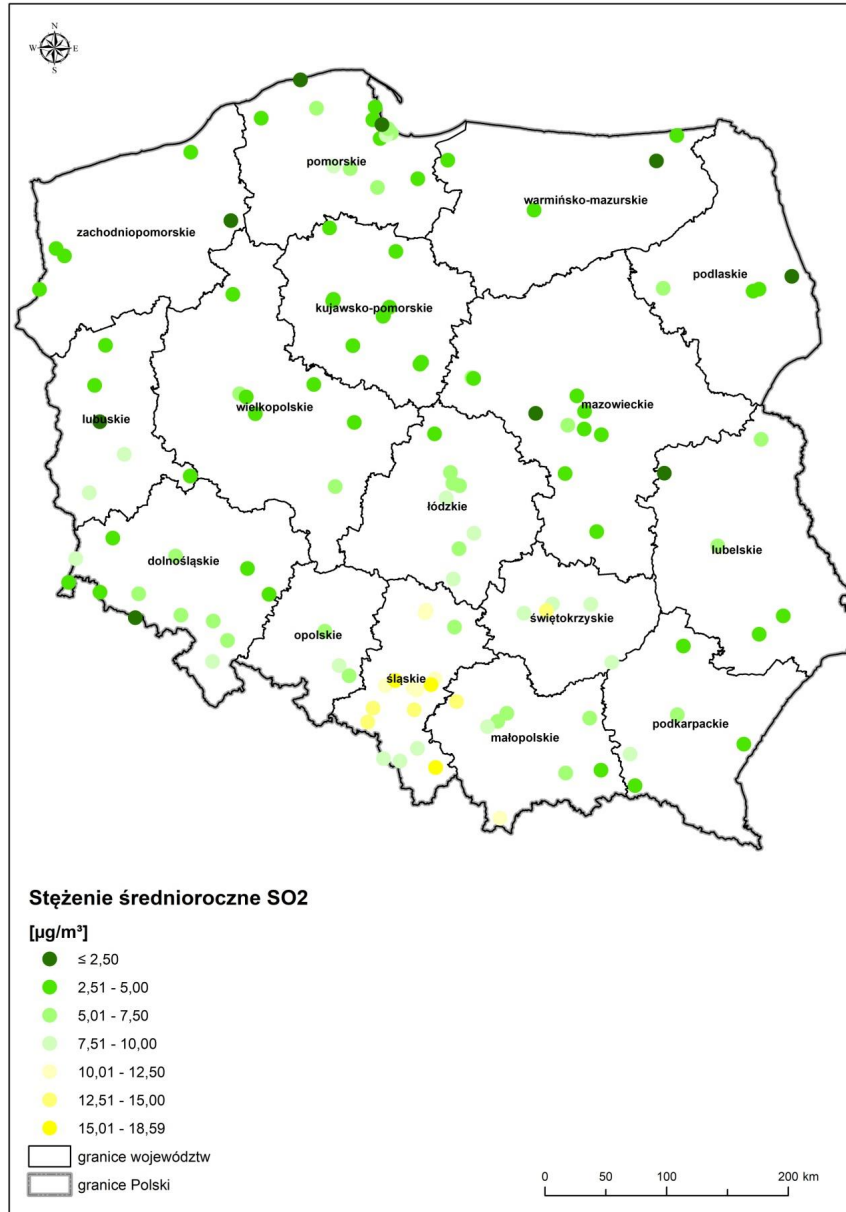 N
W E
S
pomorskie
warmińsko-mazurskie
zachodniopomorskie
podlaskie
kujawsko-pomorskie
mazowieckie
wielkopolskie
lubuskie
łódzkie
lubelskie
dolnośląskie
świętokrzyskie
opolskie
śląskie
podkarpackie
małopolskie
Stężenie średnioroczne SO2
[µg/m³]
≤ 2,50
2,51 - 5,00
5,01 - 7,50
7,51 - 10,00
10,01 - 12,50
12,51 - 15,00
15,01 - 18,59
granice województw
granice Polski
0 50 100 200 km